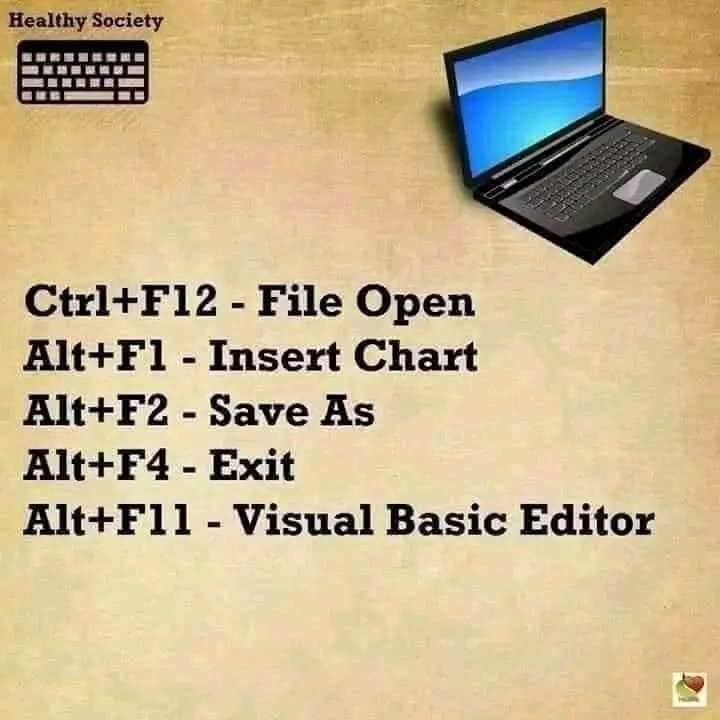 Healthy Society
Ctrl+F12 - File Open
Alt+F1 - Insert Chart
Alt+F2 - Save As
Alt+F4 - Exit
Alt+F11 - Visual Basic Editor